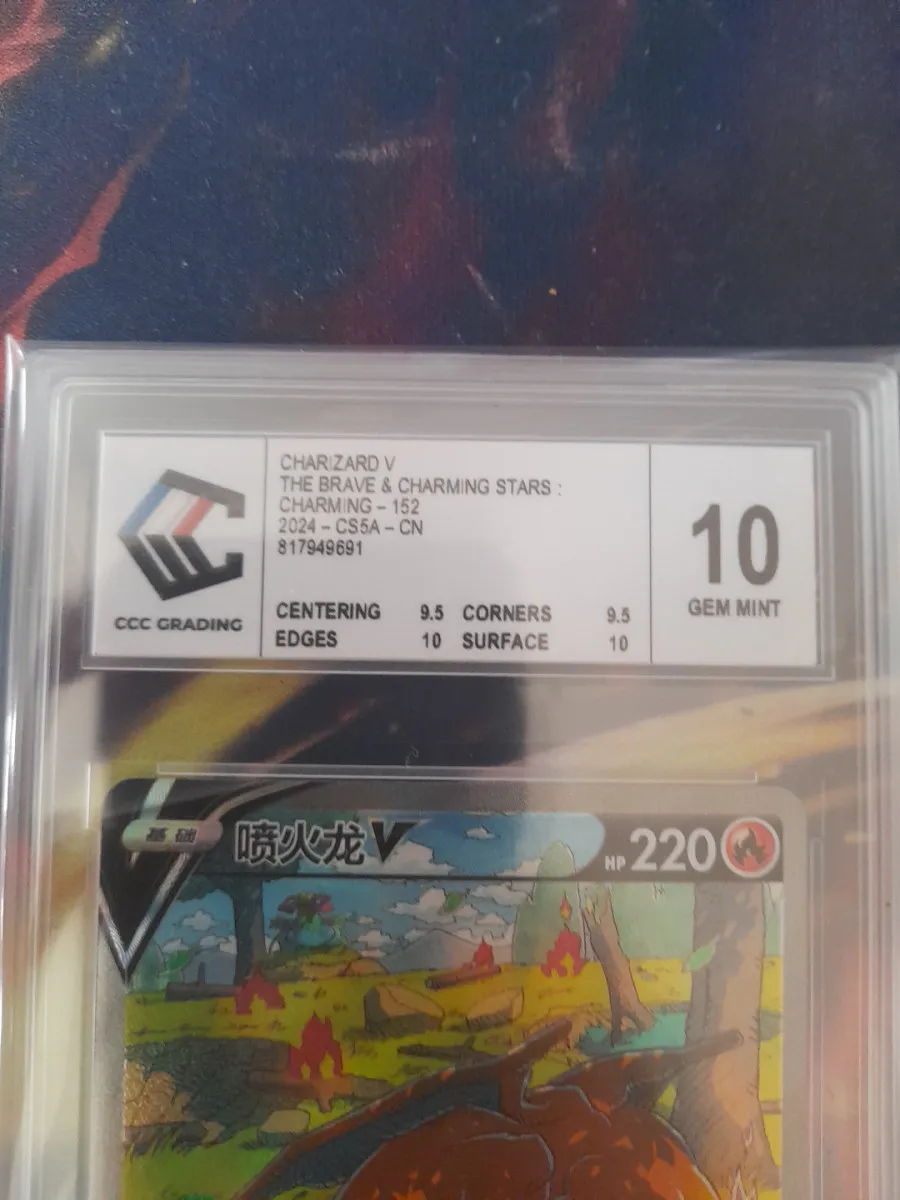 CHARIZARD V
THE BRAVE & CHARMING STARS :
CHARMING – 152
2024 – CS5A – CN
817949691
CCC GRADING
CENTERING 9.5 CORNERS 9.5
EDGES 10 SURFACE 10
10
GEM MINT
基础 喷火龙V HP 220